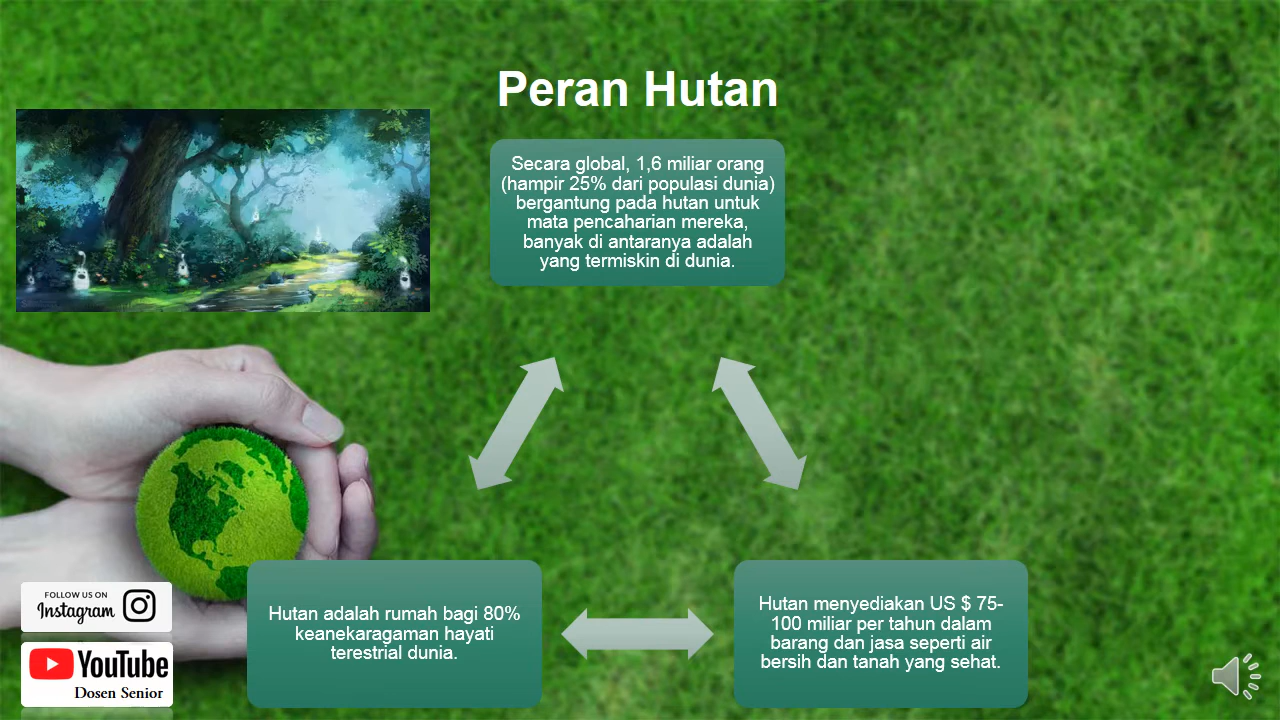 Peran Hutan
Secara global, 1,6 miliar orang
(hampir 25% dari populasi dunia)
bergantung pada hutan untuk
mata pencaharian mereka,
banyak di antaranya adalah
yang termiskin di dunia.
Hutan adalah rumah bagi 80%
keanekaragaman hayati
terestrial dunia.
Hutan menyediakan US $ 75-
100 miliar per tahun dalam
barang dan jasa seperti air
bersih dan tanah yang sehat.
FOLLOW US ON
Instagram
YouTube
Dosen Senior